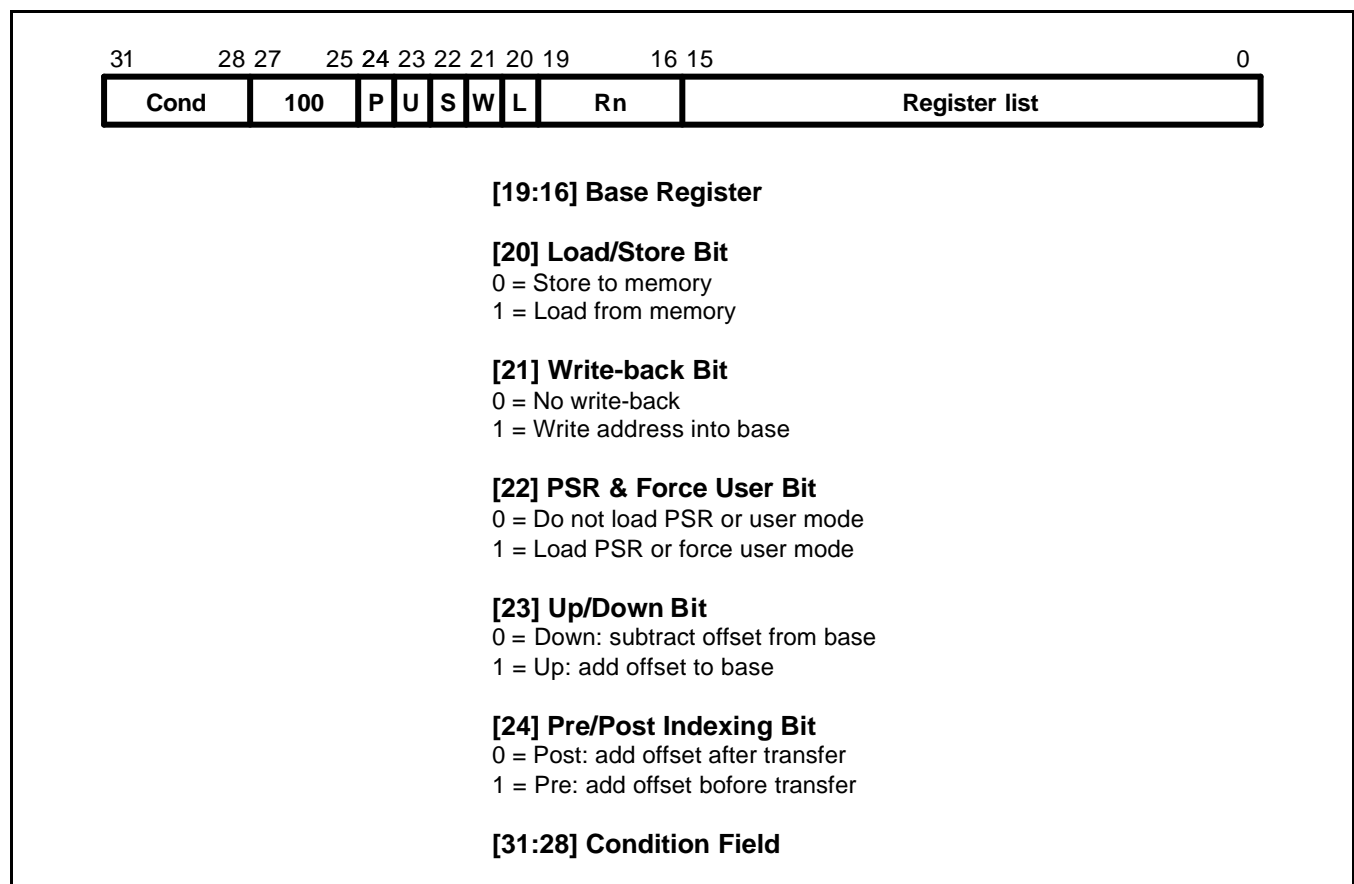 31 28 27 25 24 23 22 21 20 19 16 15 0
Cond 100 P U S W L Rn Register list
[19:16] Base Register
[20] Load/Store Bit
0 = Store to memory
1 = Load from memory
[21] Write-back Bit
0 = No write-back
1 = Write address into base
[22] PSR & Force User Bit
0 = Do not load PSR or user mode
1 = Load PSR or force user mode
[23] Up/Down Bit
0 = Down: subtract offset from base
1 = Up: add offset to base
[24] Pre/Post Indexing Bit
0 = Post: add offset after transfer
1 = Pre: add offset bofore transfer
[31:28] Condition Field